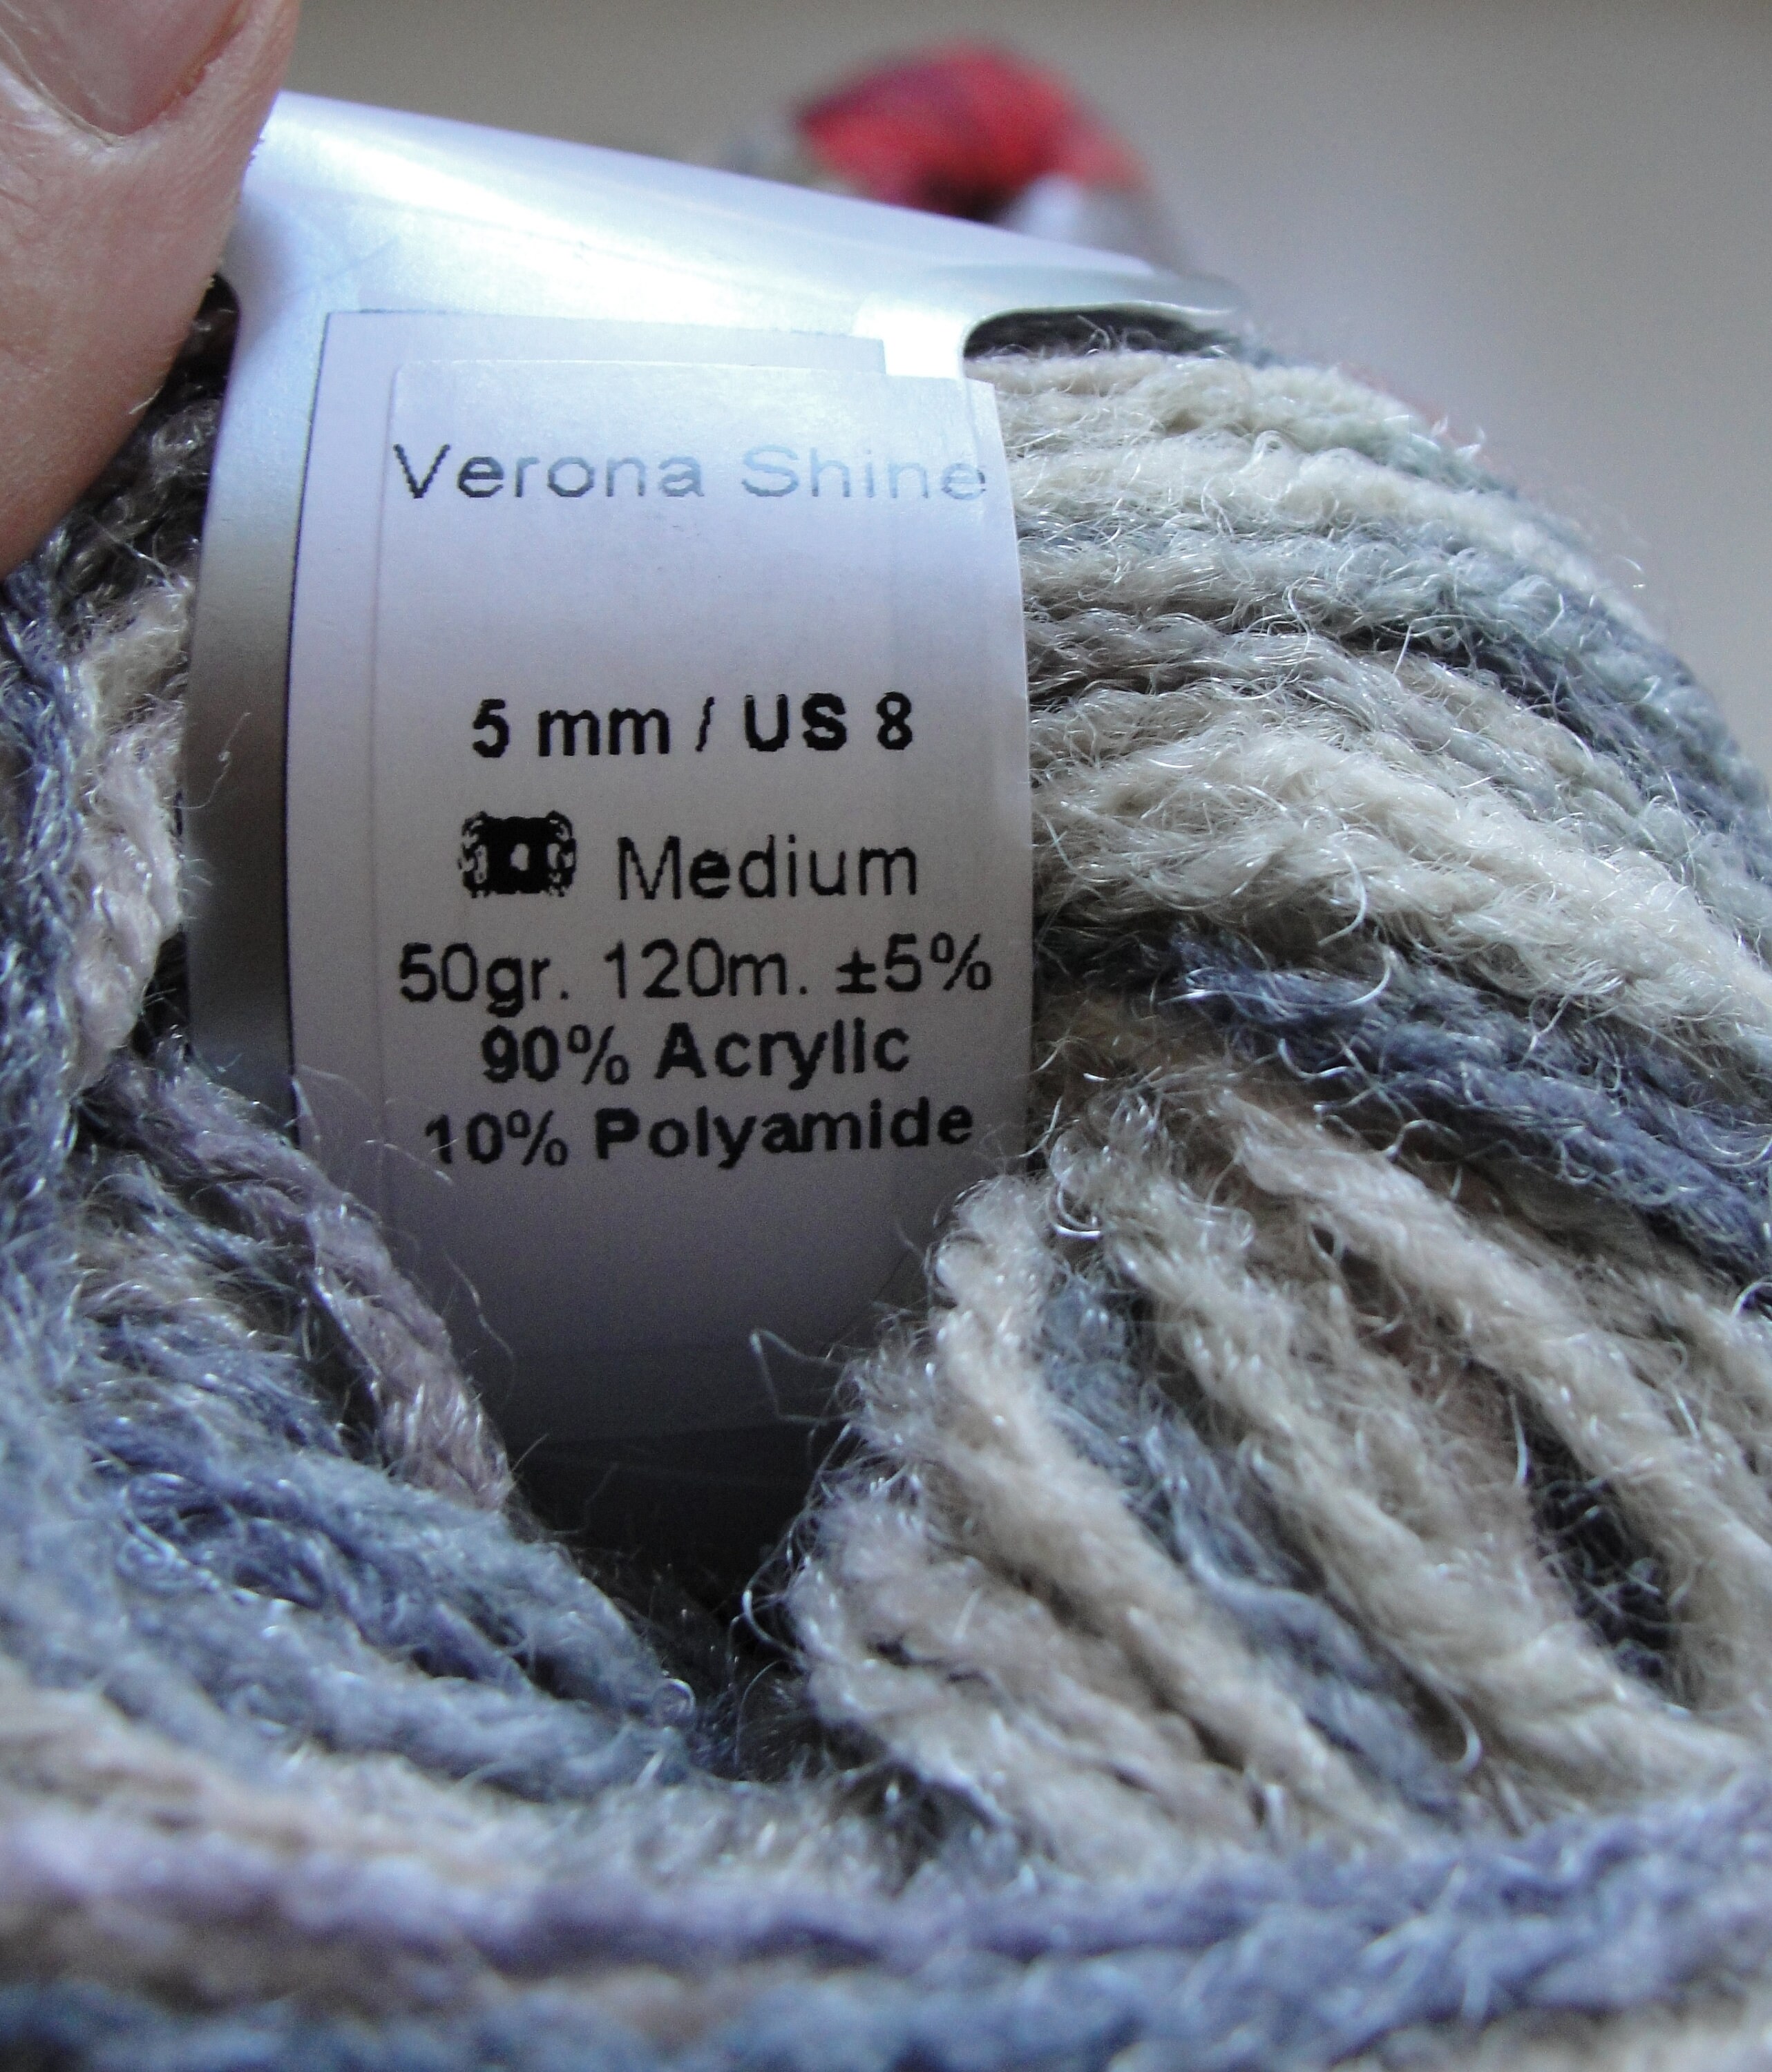 Verona Shine
5 mm / US 8
Medium
50gr. 120m. ±5%
90% Acrylic
10% Polyamide